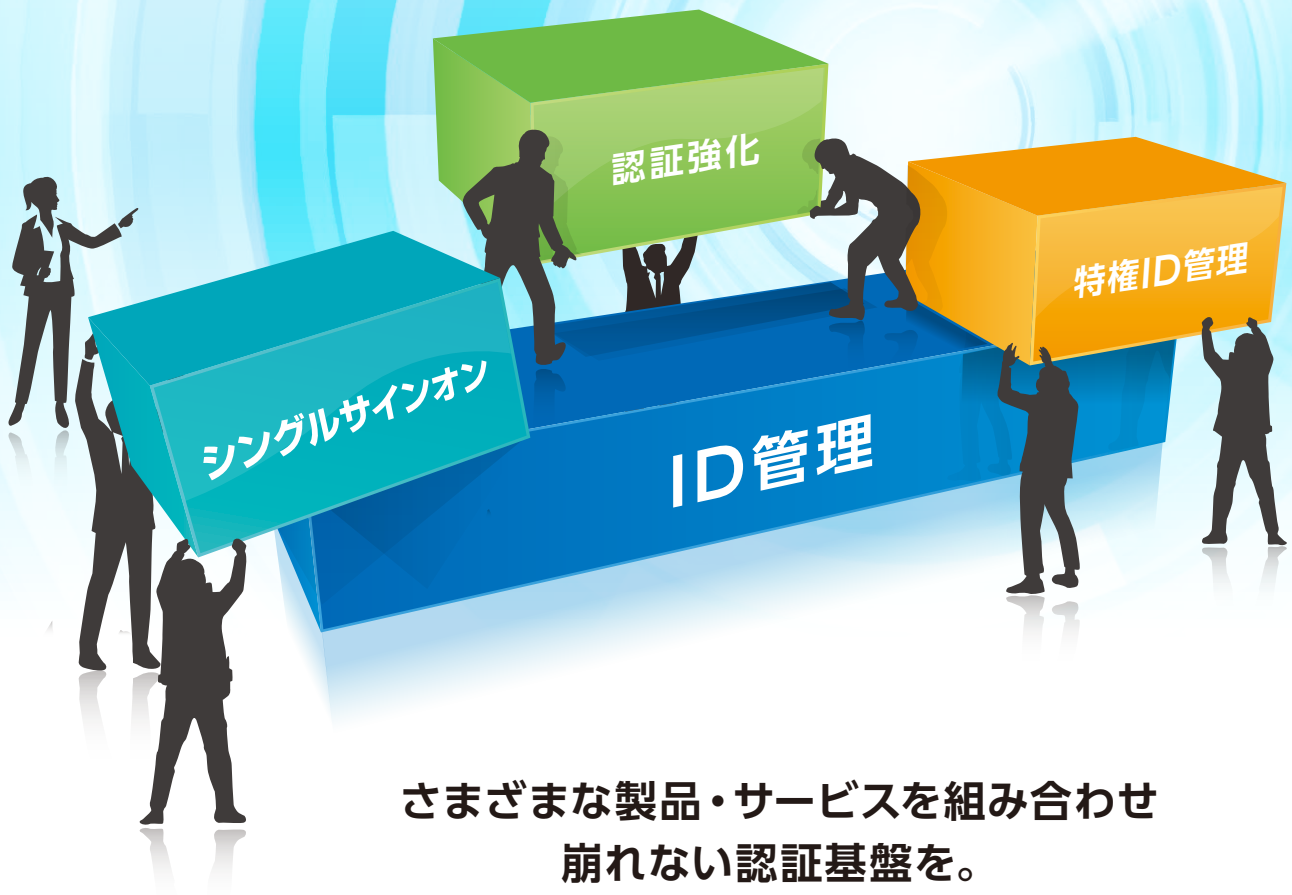 認証強化
特権ID管理
シングルサインオン
ID管理
さまざまな製品・サービスを組み合わせ
崩れない認証基盤を。